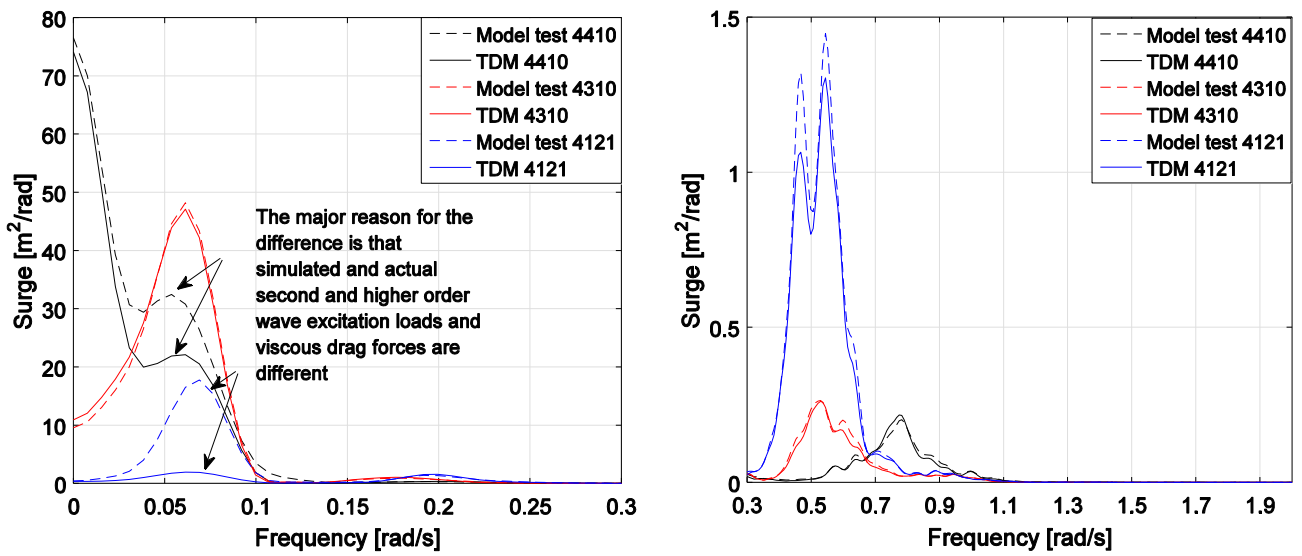 80
70
60
50
40
30
20
10
0
Surge [m²/rad]
0
0.05
0.1
0.15
0.2
0.25
0.3
Frequency [rad/s]
Model test 4410
TDM 4410
Model test 4310
TDM 4310
Model test 4121
TDM 4121
The major reason for the
difference is that
simulated and actual
second and higher order
wave excitation loads and
viscous drag forces are
different
1.5
1
0.5
0
Surge [m²/rad]
0.3
0.5
0.7
0.9
1.1
1.3
1.5
1.7
1.9
Frequency [rad/s]
Model test 4410
TDM 4410
Model test 4310
TDM 4310
Model test 4121
TDM 4121